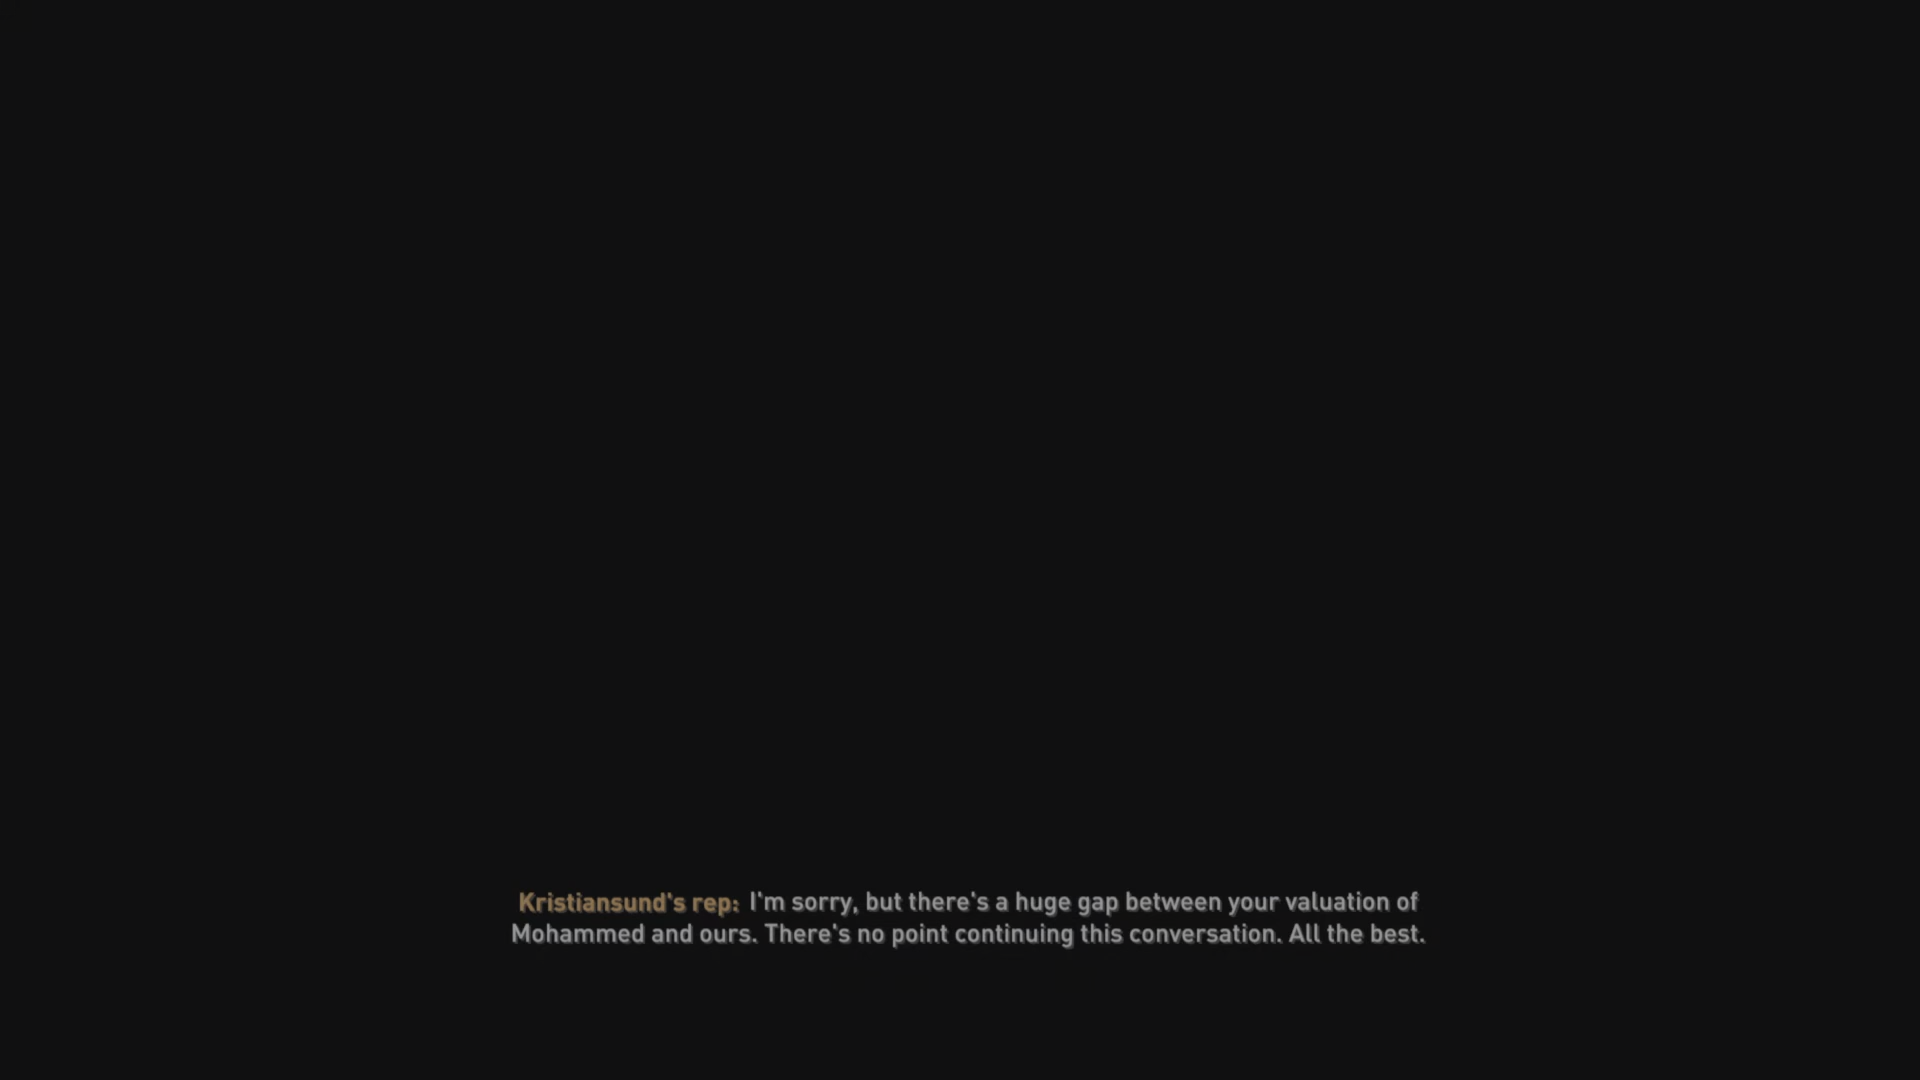 Kristiansund's rep: I'm sorry, but there's a huge gap between your valuation of
Mohammed and ours. There's no point continuing this conversation. All the best.